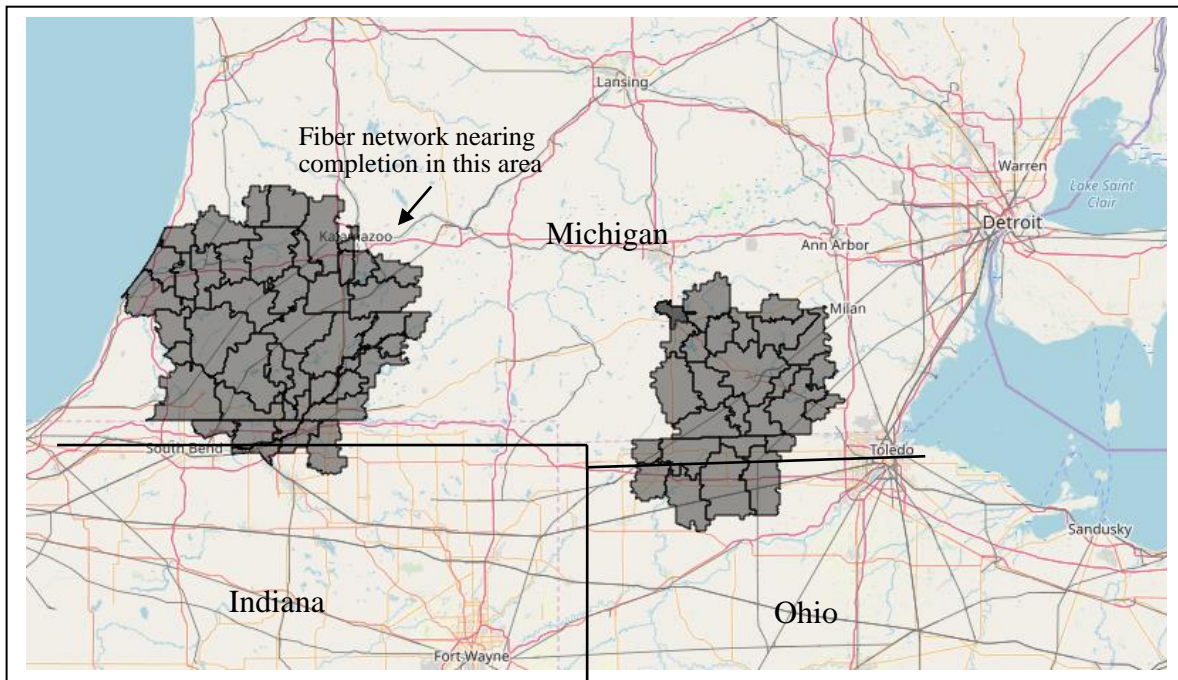 Lansing
Fiber network nearing
completion in this area
Warren
Lake Saint
Clair
Detroit
Kalamazoo
Michigan
Ann Arbor
Milan
South Bend
Toledo
Sandusky
Indiana
Ohio
Fort Wayne